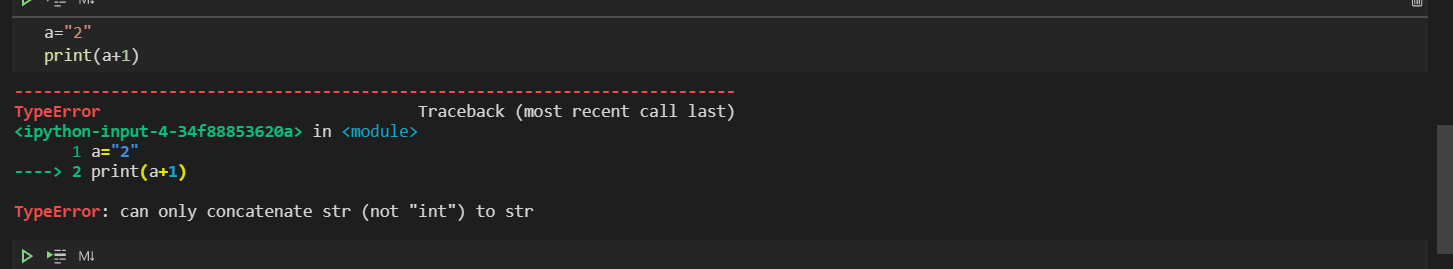 M↓
a="2"
print(a+1)
---------------------------------------------------------------------------
TypeError                                 Traceback (most recent call last)
<ipython-input-4-34f88853620a> in <module>
      1 a="2"
----> 2 print(a+1)
TypeError: can only concatenate str (not "int") to str
M↓